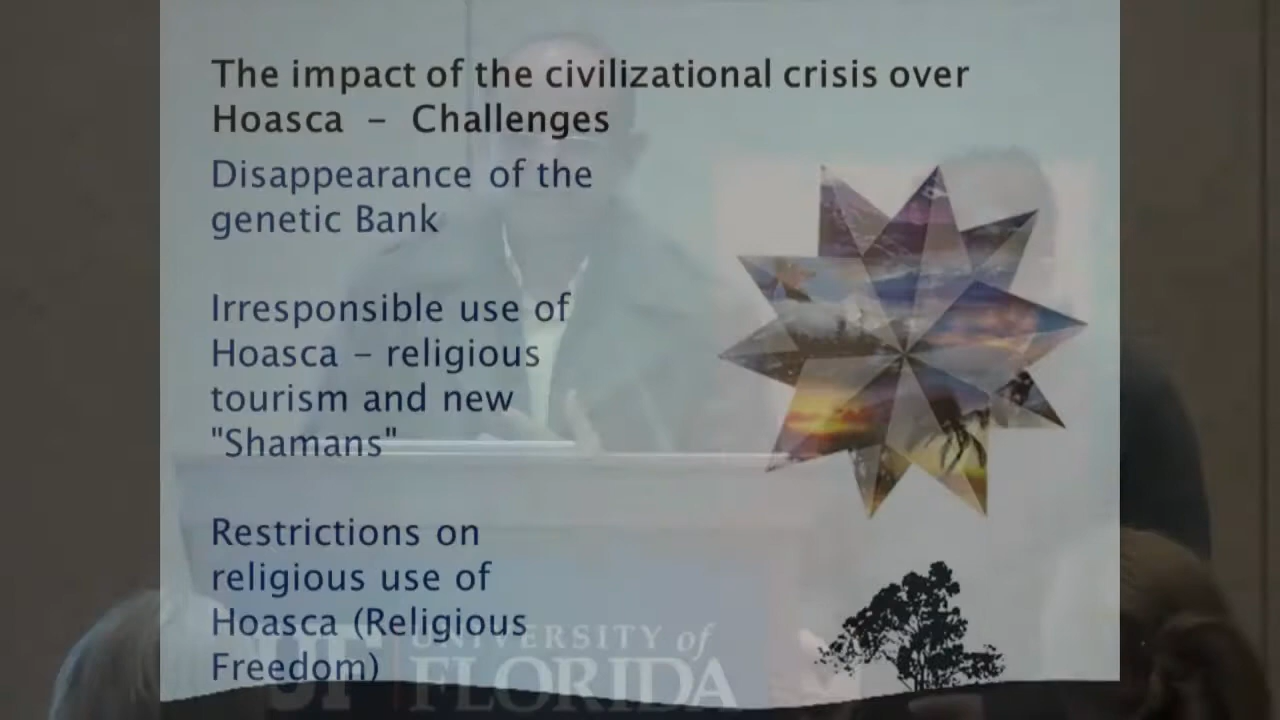 The impact of the civilizational crisis over
Hoasca – Challenges
Disappearance of the
genetic Bank
Irresponsible use of
Hoasca – religious
tourism and new
"Shamans"
Restrictions on
religious use of
Hoasca (Religious
Freedom)
UF UNIVERSITY of
FLORIDA